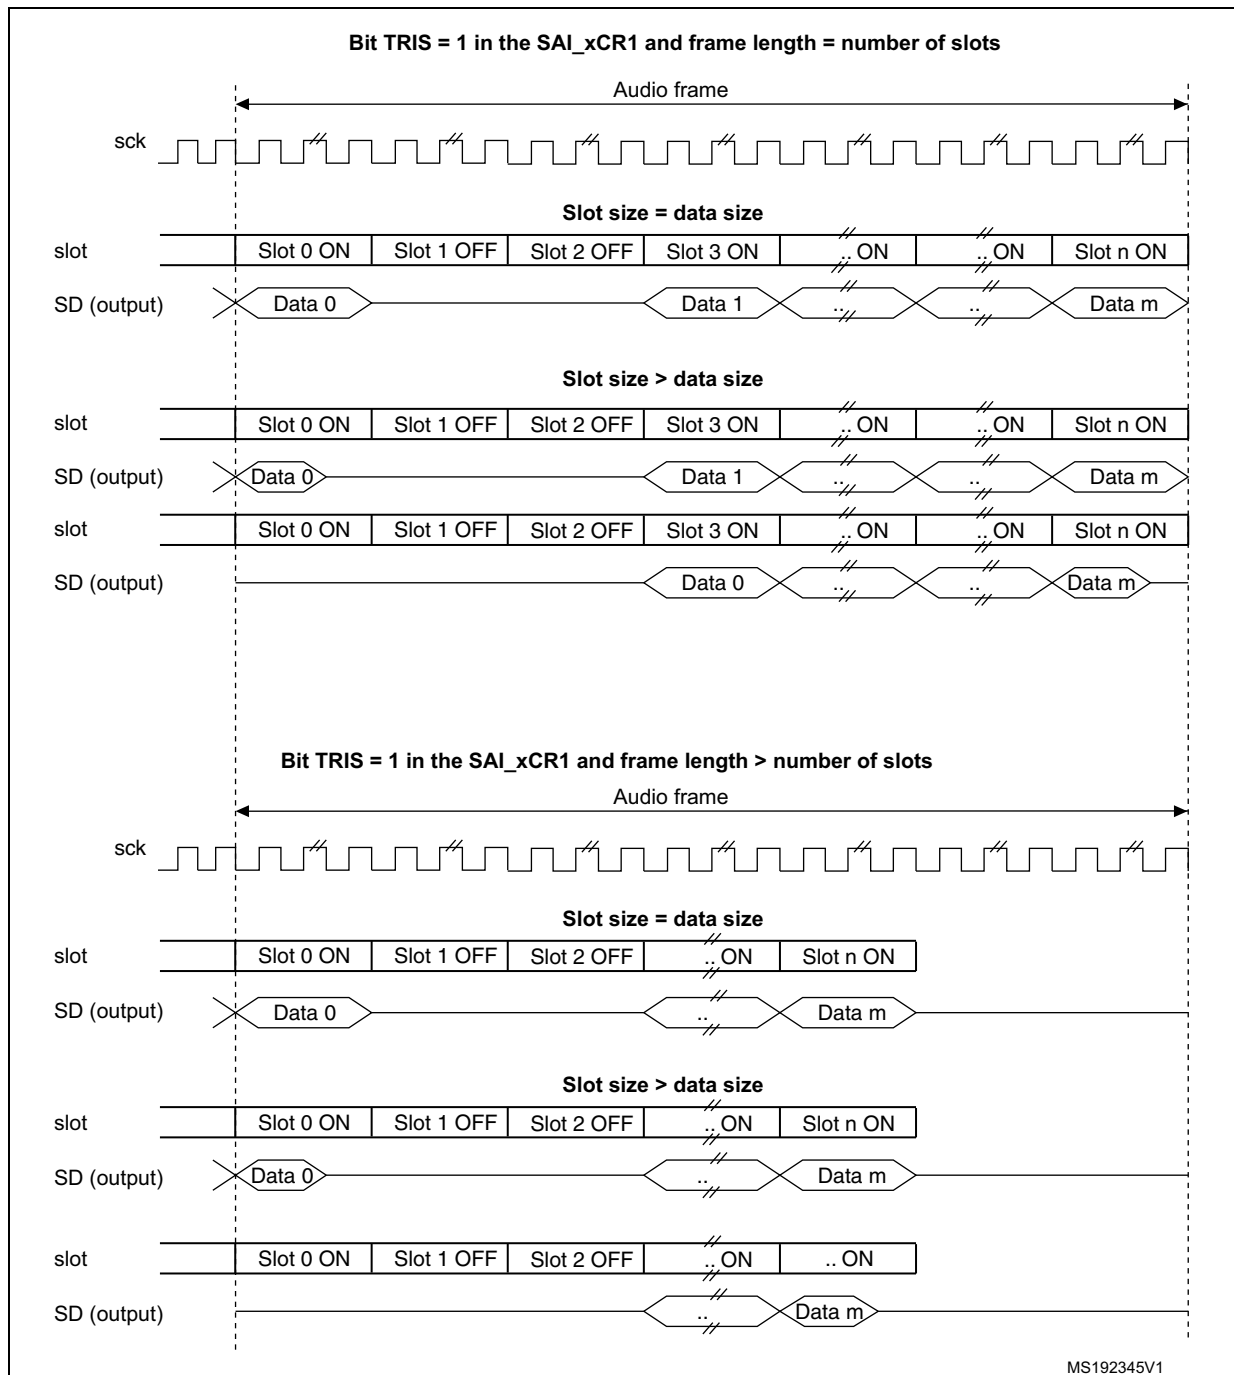 Bit TRIS = 1 in the SAI_xCR1 and frame length = number of slots
Audio frame
sck
Slot size = data size
slot Slot 0 ON Slot 1 OFF Slot 2 OFF Slot 3 ON .. ON .. ON Slot n ON
SD (output) Data 0 Data 1 .. .. Data m
Slot size > data size
slot Slot 0 ON Slot 1 OFF Slot 2 OFF Slot 3 ON .. ON .. ON Slot n ON
SD (output) Data 0 Data 1 .. .. Data m
slot Slot 0 ON Slot 1 OFF Slot 2 OFF Slot 3 ON .. ON .. ON Slot n ON
SD (output) Data 0 .. .. Data m
Bit TRIS = 1 in the SAI_xCR1 and frame length > number of slots
Audio frame
sck
Slot size = data size
slot Slot 0 ON Slot 1 OFF Slot 2 OFF .. ON Slot n ON
SD (output) Data 0 .. Data m
Slot size > data size
slot Slot 0 ON Slot 1 OFF Slot 2 OFF .. ON Slot n ON
SD (output) Data 0 .. Data m
slot Slot 0 ON Slot 1 OFF Slot 2 OFF .. ON .. ON
SD (output) .. Data m
MS192345V1